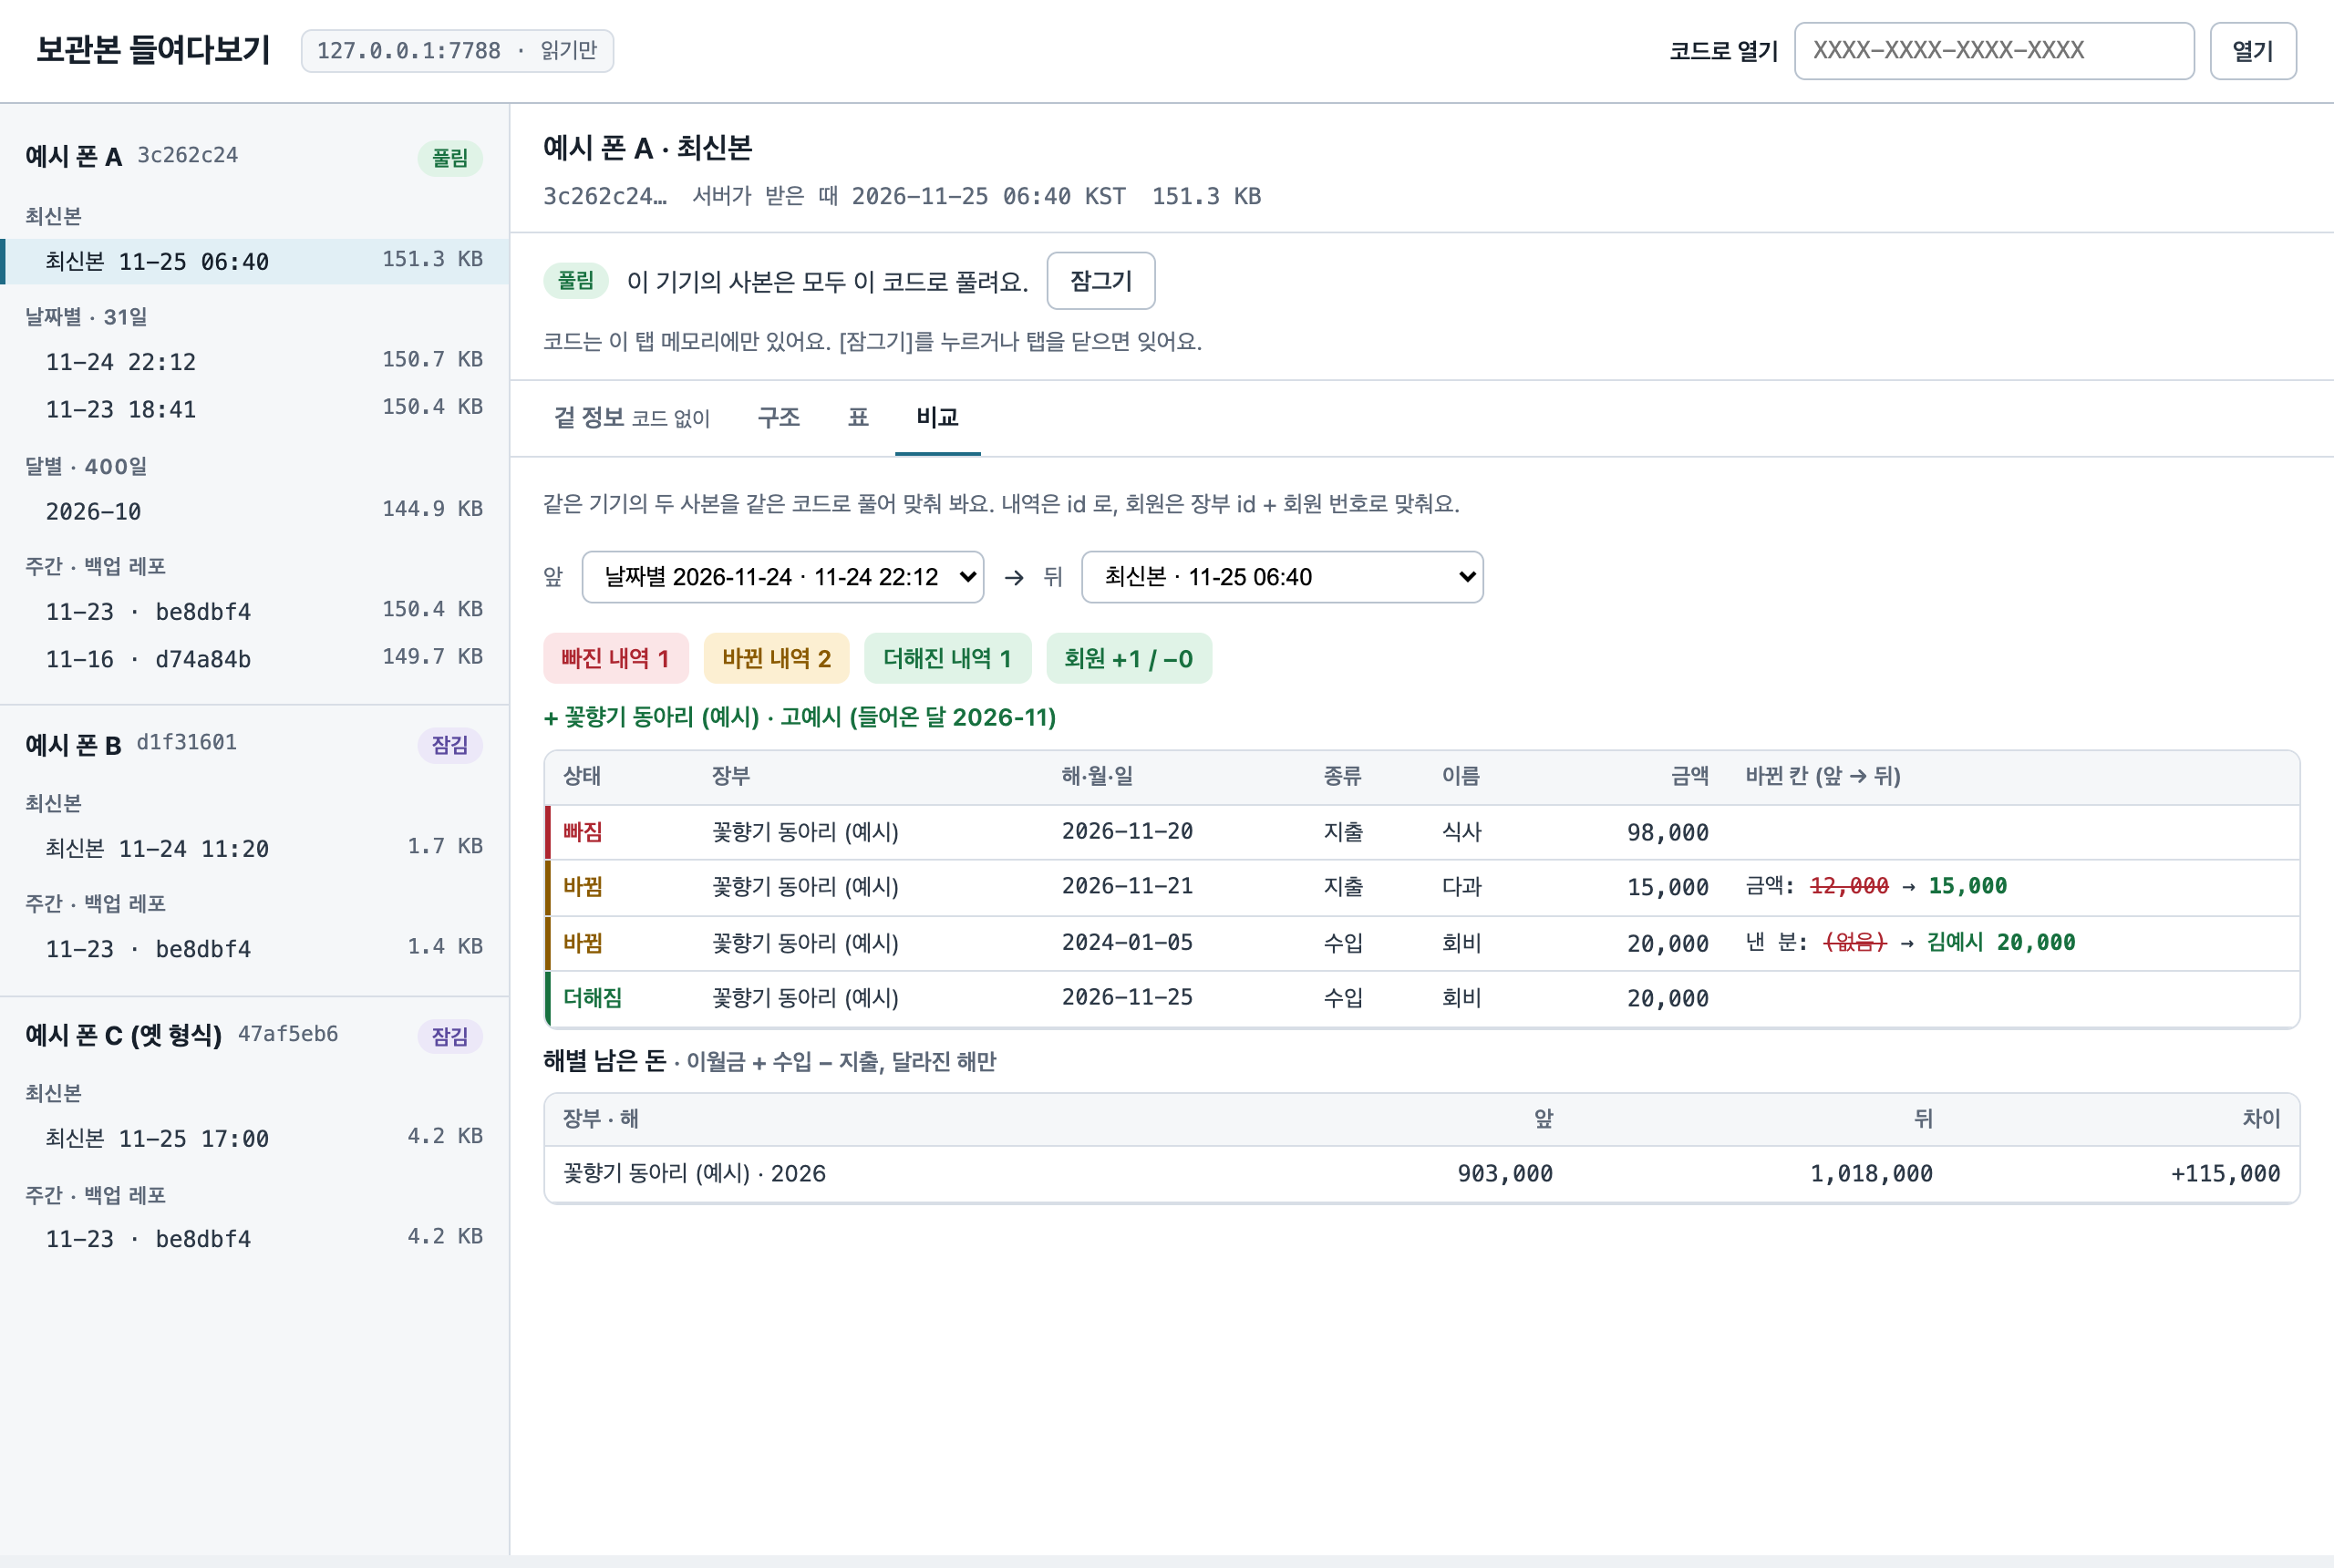 보관본 들여다보기 127.0.0.1:7788 · 읽기만 코드로 열기 XXXX-XXXX-XXXX-XXXX 열기
예시 폰 A 3c262c24 풀림
최신본
최신본 11-25 06:40 151.3 KB
날짜별 · 31일
11-24 22:12 150.7 KB
11-23 18:41 150.4 KB
달별 · 400일
2026-10 144.9 KB
주간 · 백업 레포
11-23 · be8dbf4 150.4 KB
11-16 · d74a84b 149.7 KB
예시 폰 B d1f31601 잠김
최신본
최신본 11-24 11:20 1.7 KB
주간 · 백업 레포
11-23 · be8dbf4 1.4 KB
예시 폰 C (옛 형식) 47af5eb6 잠김
최신본
최신본 11-25 17:00 4.2 KB
주간 · 백업 레포
11-23 · be8dbf4 4.2 KB
예시 폰 A · 최신본
3c262c24… 서버가 받은 때 2026-11-25 06:40 KST 151.3 KB
풀림 이 기기의 사본은 모두 이 코드로 풀려요. 잠그기
코드는 이 탭 메모리에만 있어요. [잠그기]를 누르거나 탭을 닫으면 잊어요.
겉 정보 코드 없이 구조 표 비교
같은 기기의 두 사본을 같은 코드로 풀어 맞춰 봐요. 내역은 id 로, 회원은 장부 id + 회원 번호로 맞춰요.
앞 날짜별 2026-11-24 · 11-24 22:12 → 뒤 최신본 · 11-25 06:40
빠진 내역 1 바뀐 내역 2 더해진 내역 1 회원 +1 / −0
+ 꽃향기 동아리 (예시) · 고예시 (들어온 달 2026-11)
상태 장부 해·월·일 종류 이름 금액 바뀐 칸 (앞 → 뒤)
빠짐 꽃향기 동아리 (예시) 2026-11-20 지출 식사 98,000
바뀜 꽃향기 동아리 (예시) 2026-11-21 지출 다과 15,000 금액: 12,000 → 15,000
바뀜 꽃향기 동아리 (예시) 2024-01-05 수입 회비 20,000 낸 분: (없음) → 김예시 20,000
더해짐 꽃향기 동아리 (예시) 2026-11-25 수입 회비 20,000
해별 남은 돈 · 이월금 + 수입 − 지출, 달라진 해만
장부 · 해 앞 뒤 차이
꽃향기 동아리 (예시) · 2026 903,000 1,018,000 +115,000